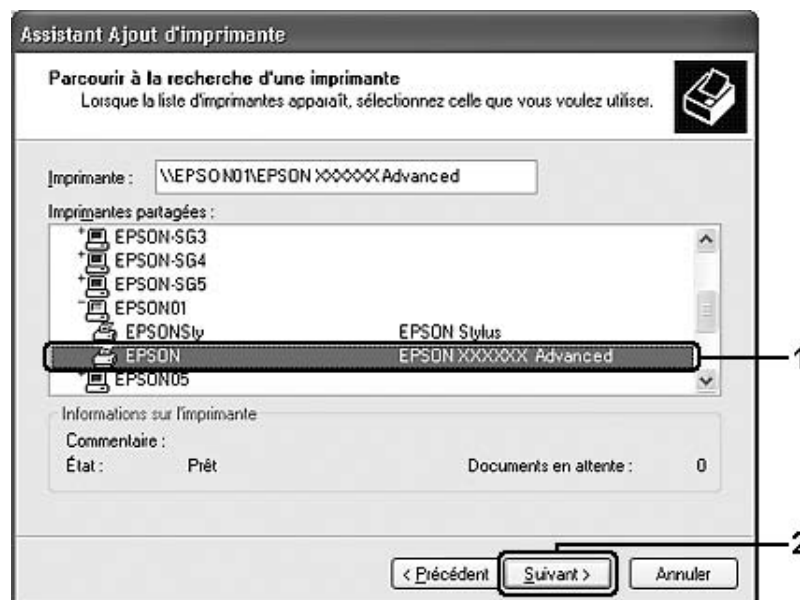 Assistant Ajout d'imprimante
Parcourir à la recherche d'une imprimante
Lorsque la liste d'imprimantes apparaît, sélectionnez celle que vous voulez utiliser.
Imprimante : \\EPSON01\EPSON XXXXXX Advanced
Imprimantes partagées :
EPSON-SG3
EPSON-SG4
EPSON-SG5
EPSON01
EPSONSty EPSON Stylus
EPSON EPSON XXXXXX Advanced 1
EPSON05
Informations sur l'imprimante
Commentaire :
État : Prêt Documents en attente : 0
2
< Précédent Suivant > Annuler